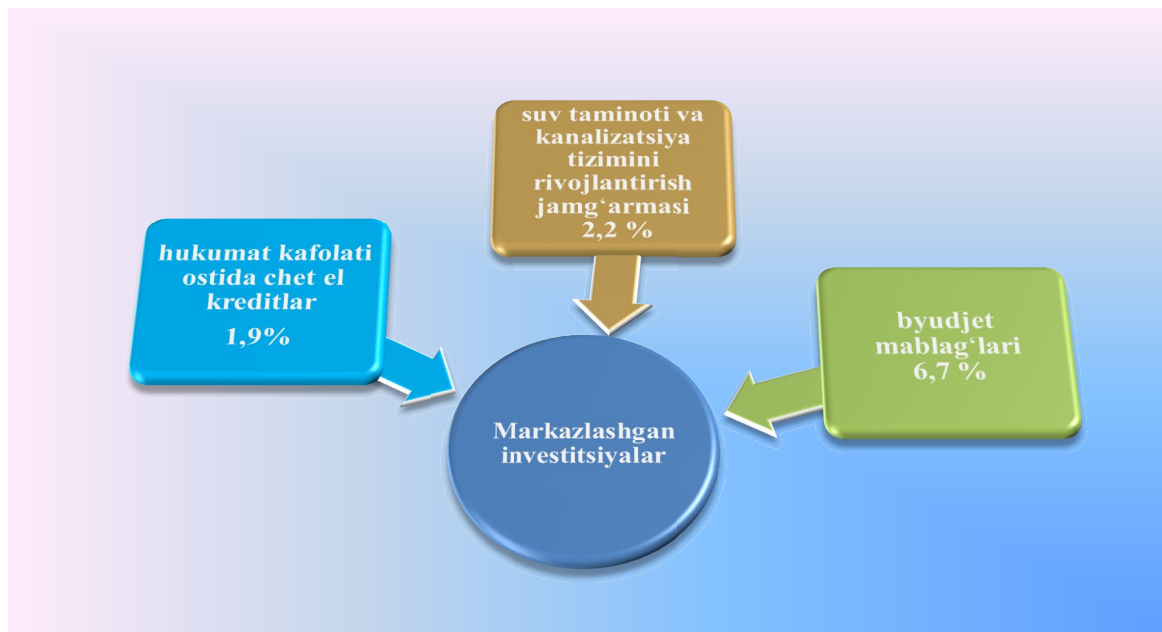 suv taminoti va
kanalizatsiya
tizimini
rivojlantirish
jamg‘armasi
2,2 %
hukumat kafolati
ostida chet el
kreditlar
1,9%
byudjet
mablag‘lari
6,7 %
Markazlashgan
investitsiyalar